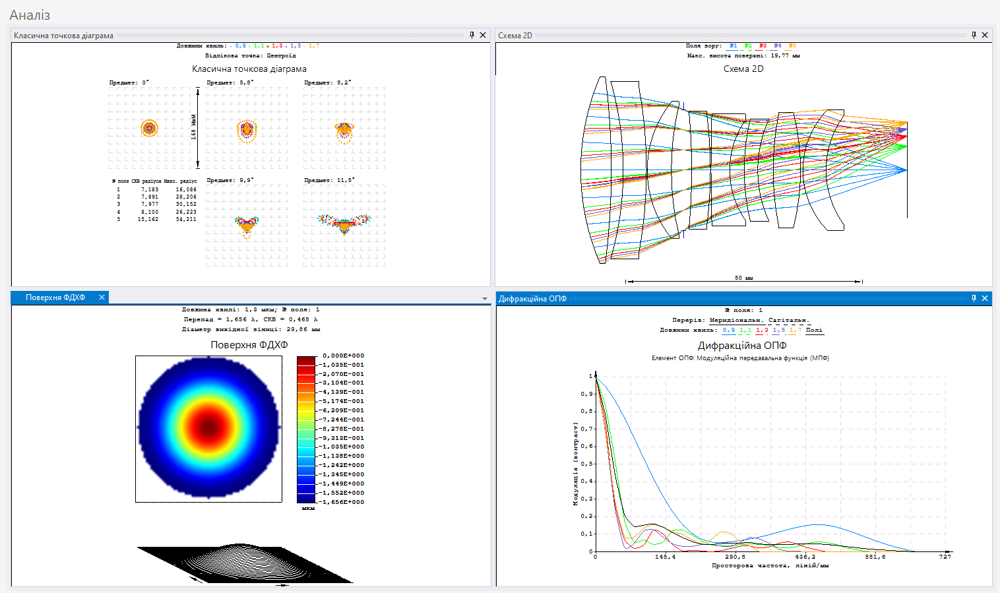 Аналіз
Класична точкова діаграма
Довжини хвиль: 0,9 1,1 1,3 1,5 1,7
Відлікова точка: Центроїд
Класична точкова діаграма
Предмет: 0° Предмет: 5,8° Предмет: 8,2°
160 МкМ
№ поля СКВ радіуса Макс. радіус
1 7,183 16,086
2 7,891 28,206
3 7,977 30,152
4 8,100 26,223
5 15,162 54,211
Предмет: 9,9° Предмет: 11,5°
Схема 2D
Поля зору: №1 №2 №3 №4 №5
Макс. висота поверхні: 19,77 мм
Схема 2D
50 мм
Поверхня ФДХФ
Довжина хвилі: 1,3 мкм; № поля: 1
Перепад = 1,656 λ, СКВ = 0,468 λ
Діаметр вихідної зіниці: 29,86 мм
Поверхня ФДХФ
0,000E+000
-1,035E-001
-2,070E-001
-3,104E-001
-4,139E-001
-5,174E-001
-6,209E-001
-7,244E-001
-8,278E-001
-9,313E-001
-1,035E+000
-1,138E+000
-1,242E+000
-1,345E+000
-1,449E+000
-1,552E+000
-1,656E+000
мкм
Дифракційна ОПФ
№ поля: 1
Переріз: Меридіональн. Сагітальн.
Довжини хвиль: 0,9 1,1 1,3 1,5 1,7 Полі
Дифракційна ОПФ
Елемент ОПФ: Модуляційна передавальна функція (МПФ)
Модуляція (контраст)
1
0,9
0,8
0,7
0,6
0,5
0,4
0,3
0,2
0,1
0
0 145,4 290,8 436,2 581,6 727
Просторова частота, ліній/мм